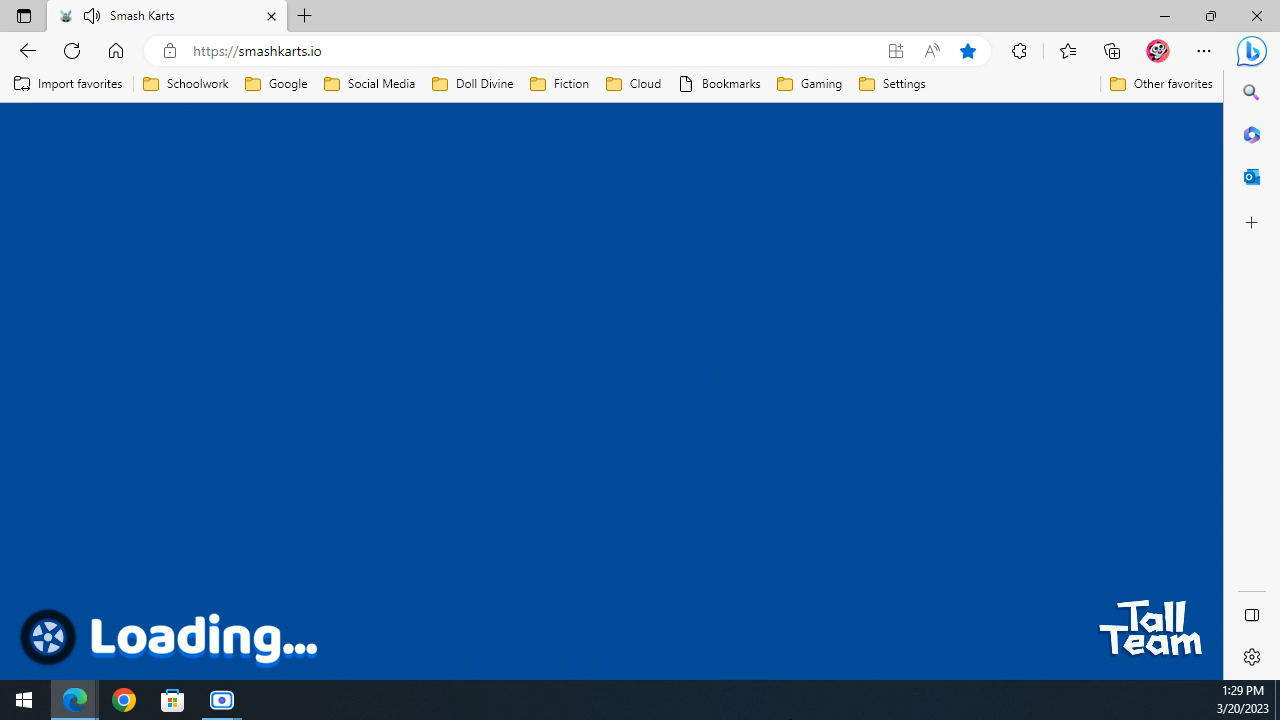 Smash Karts
https://smashkarts.io
Import favorites
Schoolwork
Google
Social Media
Doll Divine
Fiction
Cloud
Bookmarks
Gaming
Settings
Other favorites
Loading...
Tall
Team
1:29 PM
3/20/2023